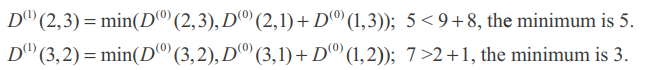 D⁽¹⁾(2,3) = min(D⁽⁰⁾(2,3), D⁽⁰⁾(2,1) + D⁽⁰⁾(1,3)); 5 < 9 + 8, the minimum is 5.
D⁽¹⁾(3,2) = min(D⁽⁰⁾(3,2), D⁽⁰⁾(3,1) + D⁽⁰⁾(1,2)); 7 > 2 + 1, the minimum is 3.